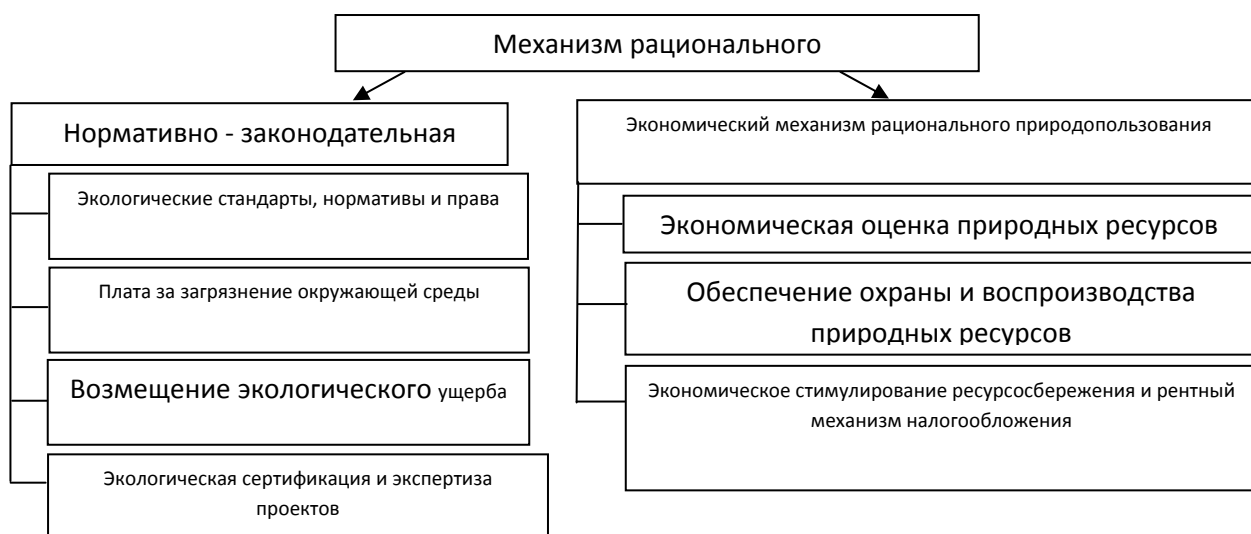 Механизм рационального
Нормативно - законодательная
Экологические стандарты, нормативы и права
Плата за загрязнение окружающей среды
Возмещение экологического ущерба
Экологическая сертификация и экспертиза
проектов
Экономический механизм рационального природопользования
Экономическая оценка природных ресурсов
Обеспечение охраны и воспроизводства
природных ресурсов
Экономическое стимулирование ресурсосбережения и рентный
механизм налогообложения